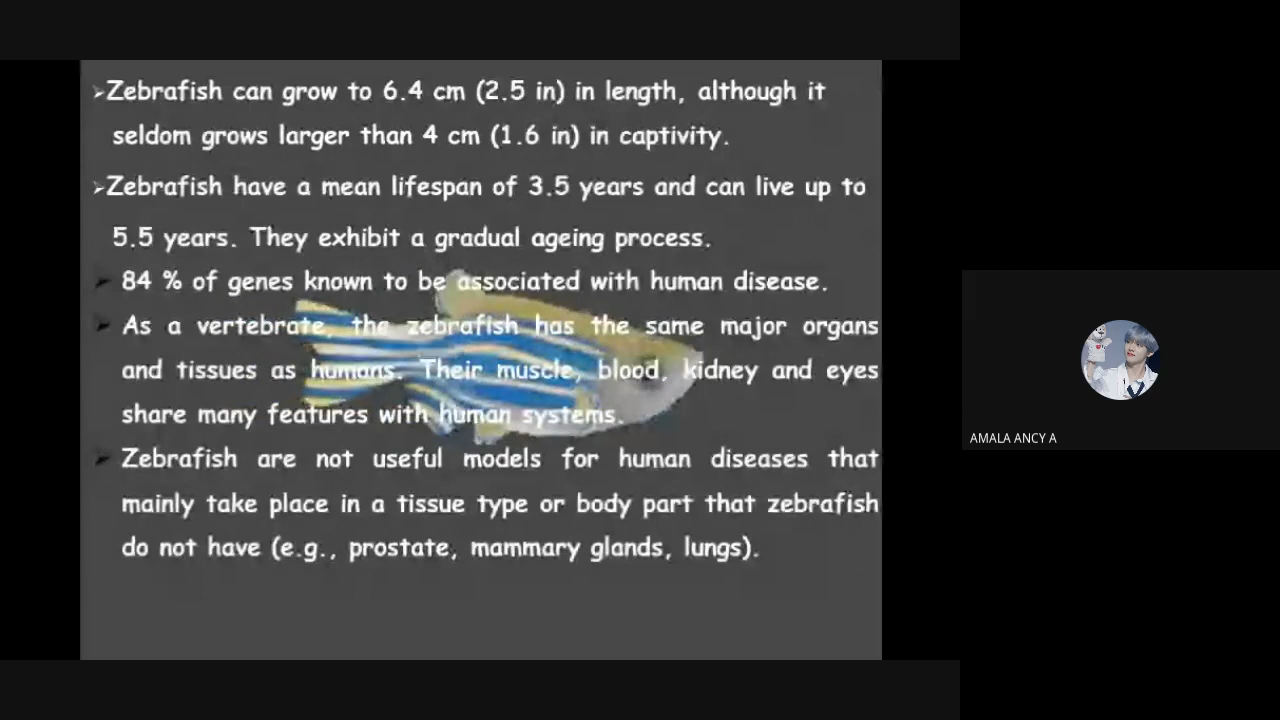 ➢Zebrafish can grow to 6.4 cm (2.5 in) in length, although it
seldom grows larger than 4 cm (1.6 in) in captivity.
➢Zebrafish have a mean lifespan of 3.5 years and can live up to
5.5 years. They exhibit a gradual ageing process.
➢ 84 % of genes known to be associated with human disease.
➢ As a vertebrate, the zebrafish has the same major organs
and tissues as humans. Their muscle, blood, kidney and eyes
share many features with human systems.
➢ Zebrafish are not useful models for human diseases that
mainly take place in a tissue type or body part that zebrafish
do not have (e.g., prostate, mammary glands, lungs).
AMALA ANCY A